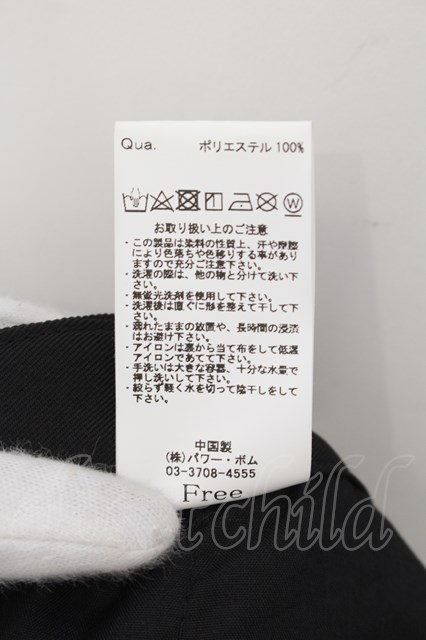 Qua. ポリエステル 100%
お取り扱い上のご注意
・この製品は染料の性質上、汗や摩擦
により色落ちや色移りする事があり
ますので充分ご注意下さい。
・洗濯の際は、他の物と分けて洗い下
さい。
・無蛍光洗剤を使用して下さい。
・洗濯後は直ぐに形を整えて干して下
さい。
・濡れたままの放置や、長時間の浸漬
はお避け下さい。
・アイロンは裏から当て布をして低温
アイロンであてて下さい。
・手洗いは大きな容器、十分な水量で
押し洗いして下さい。
・絞らず軽く水を切って陰干しをして
下さい。
中国製
(株)パワー・ボム
03-3708-4555
Free
child